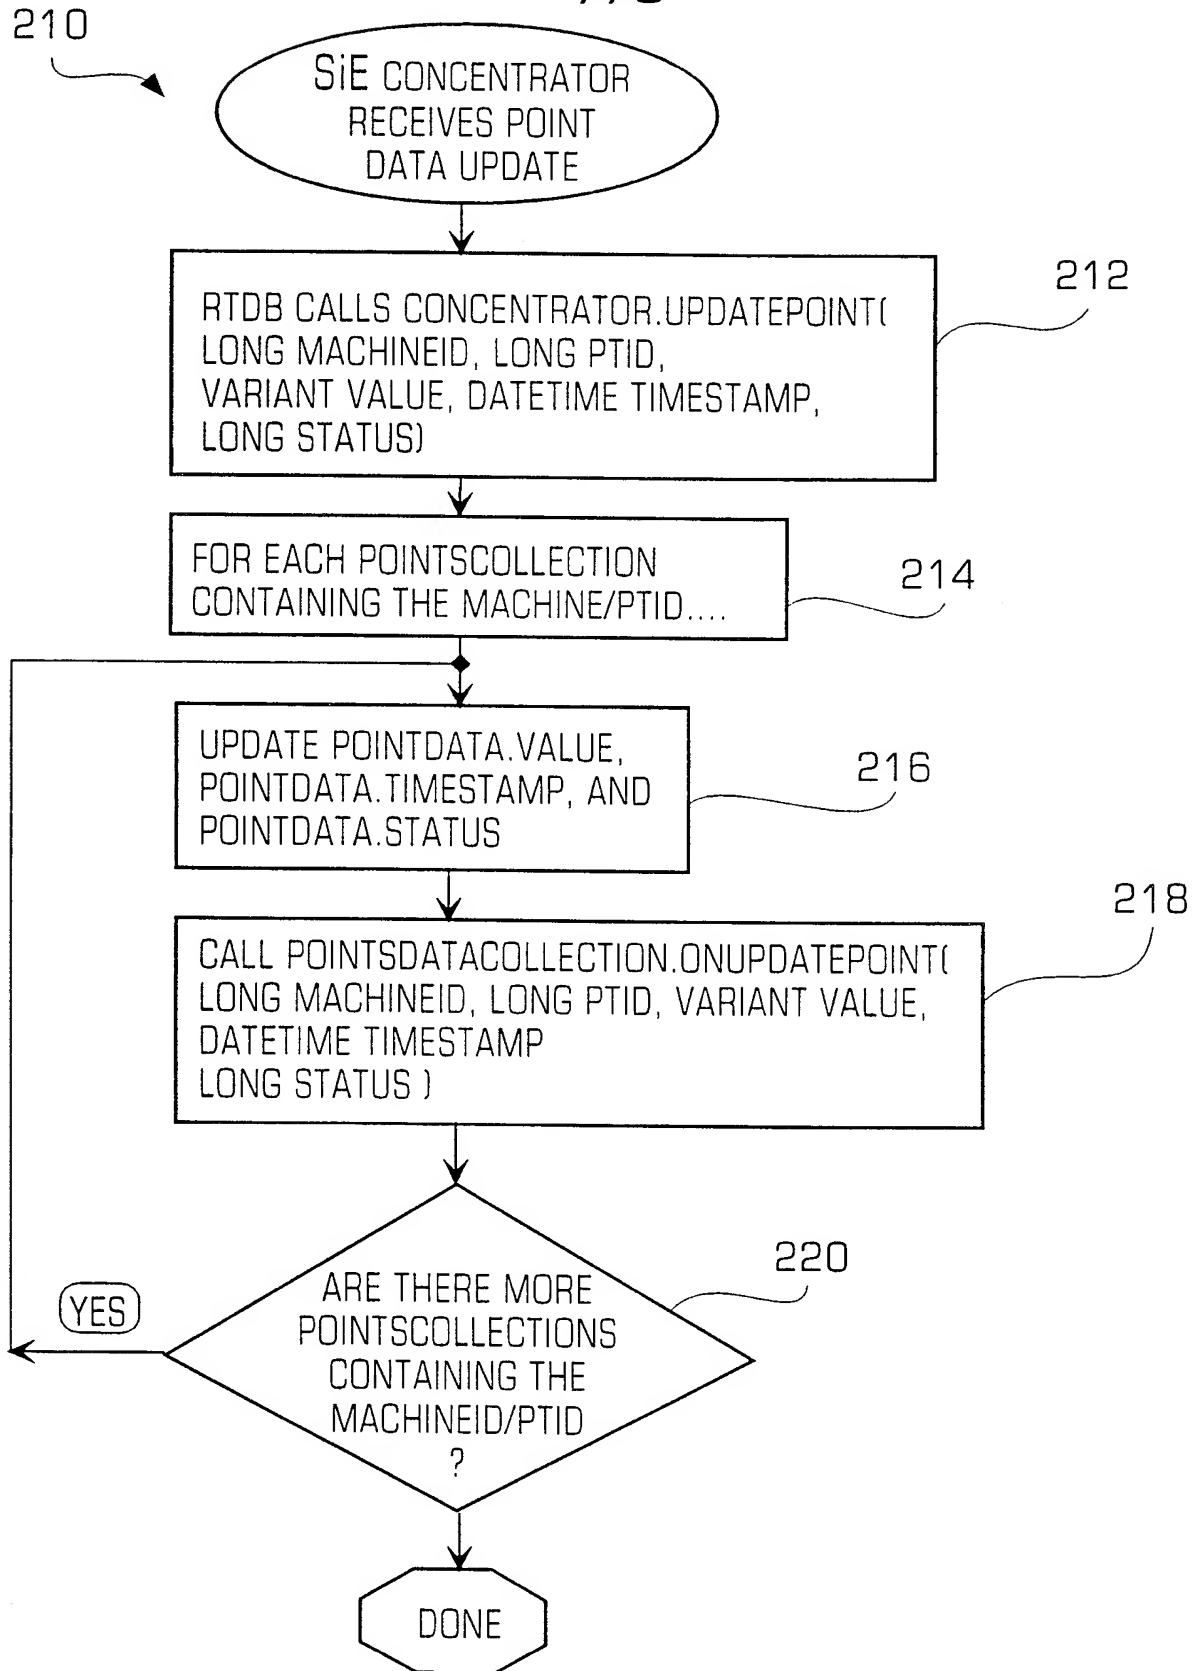 210
SiE CONCENTRATOR
RECEIVES POINT
DATA UPDATE
212
RTDB CALLS CONCENTRATOR.UPDATEPOINT(
LONG MACHINEID, LONG PTID,
VARIANT VALUE, DATETIME TIMESTAMP,
LONG STATUS)
FOR EACH POINTSCOLLECTION
CONTAINING THE MACHINE/PTID....
214
UPDATE POINTDATA.VALUE,
POINTDATA.TIMESTAMP, AND
POINTDATA.STATUS
216
218
CALL POINTSDATACOLLECTION.ONUPDATEPOINT(
LONG MACHINEID, LONG PTID, VARIANT VALUE,
DATETIME TIMESTAMP
LONG STATUS )
220
ARE THERE MORE
POINTSCOLLECTIONS
CONTAINING THE
MACHINEID/PTID
?
YES
DONE